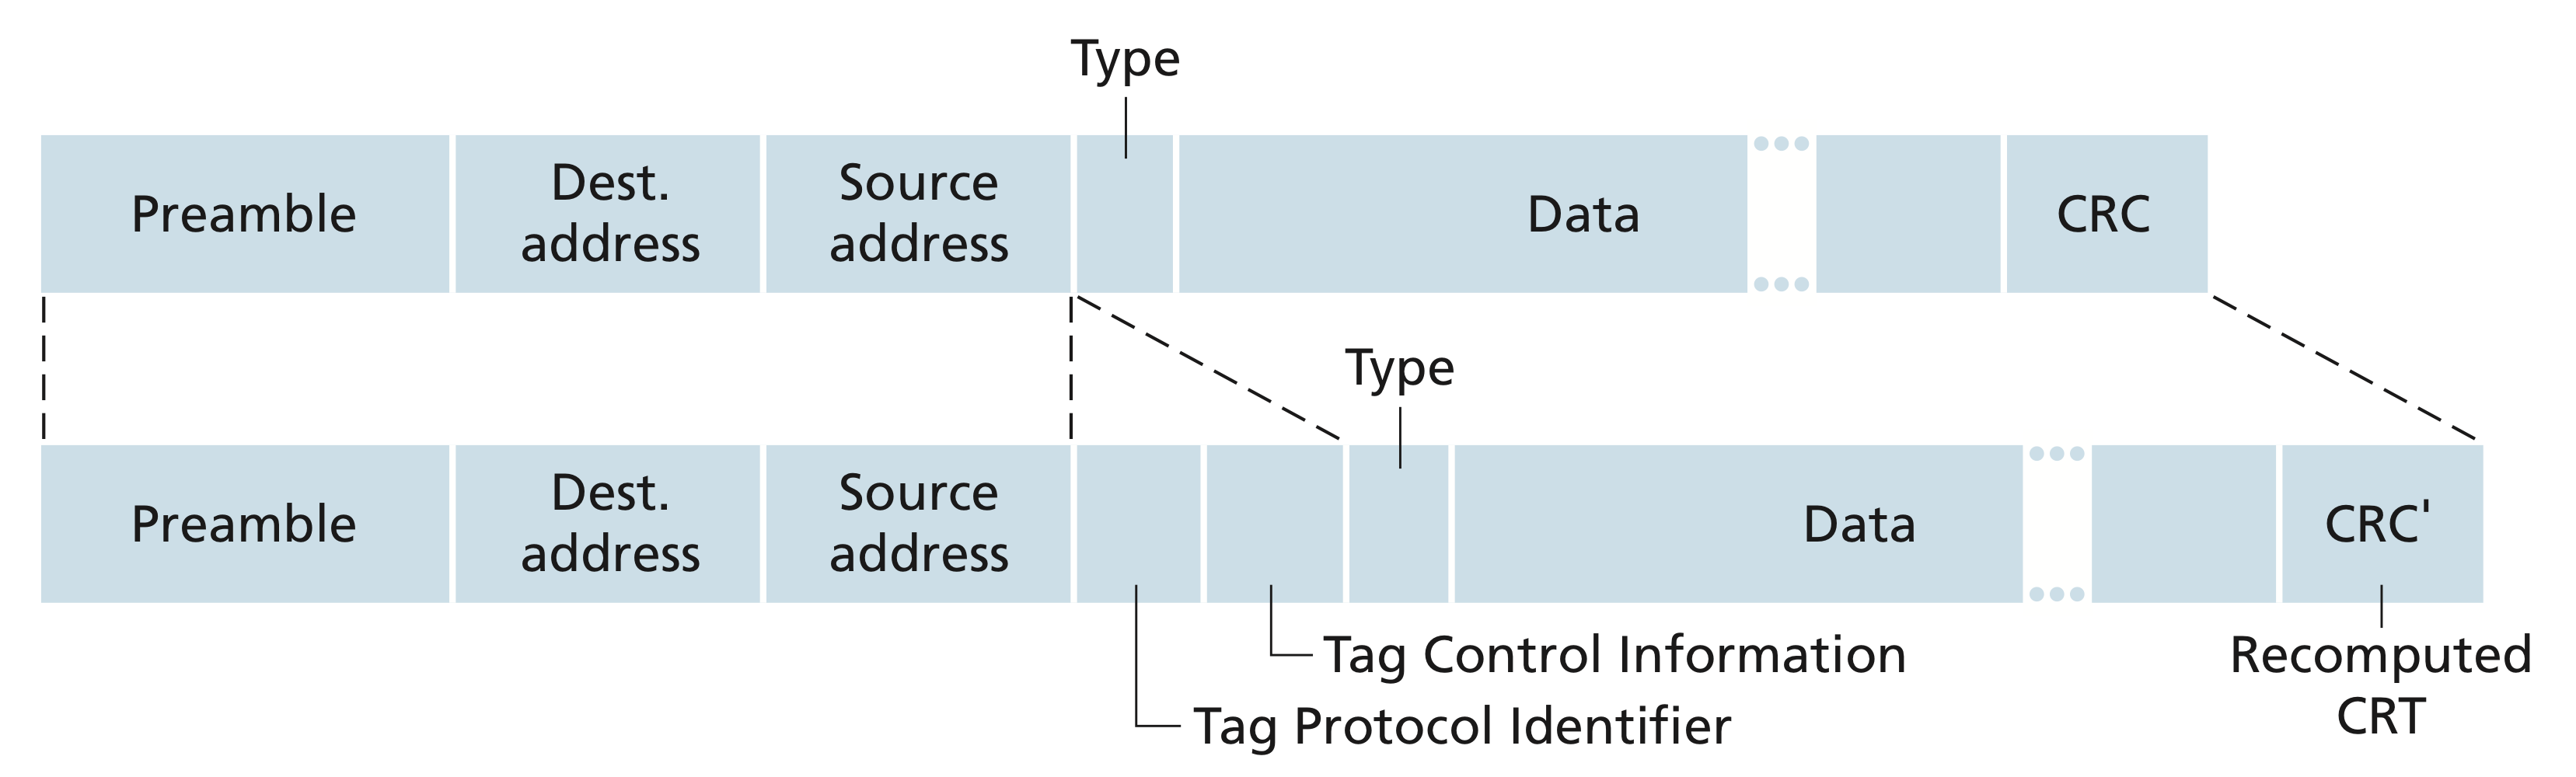 Type
Preamble
Dest.
address
Source
address
Data
CRC
Type
Preamble
Dest.
address
Source
address
Data
CRC'
Tag Control Information
Recomputed
CRT
Tag Protocol Identifier